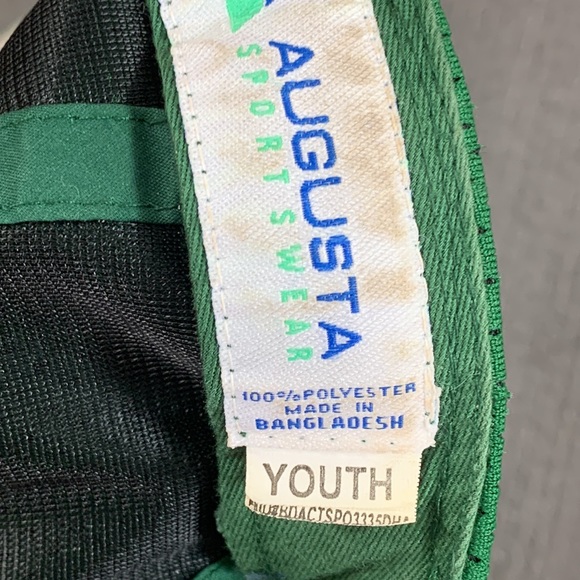 AUGUSTA
SPORTSWEAR
100%POLYESTER
MADE IN
BANGLADESH
YOUTH